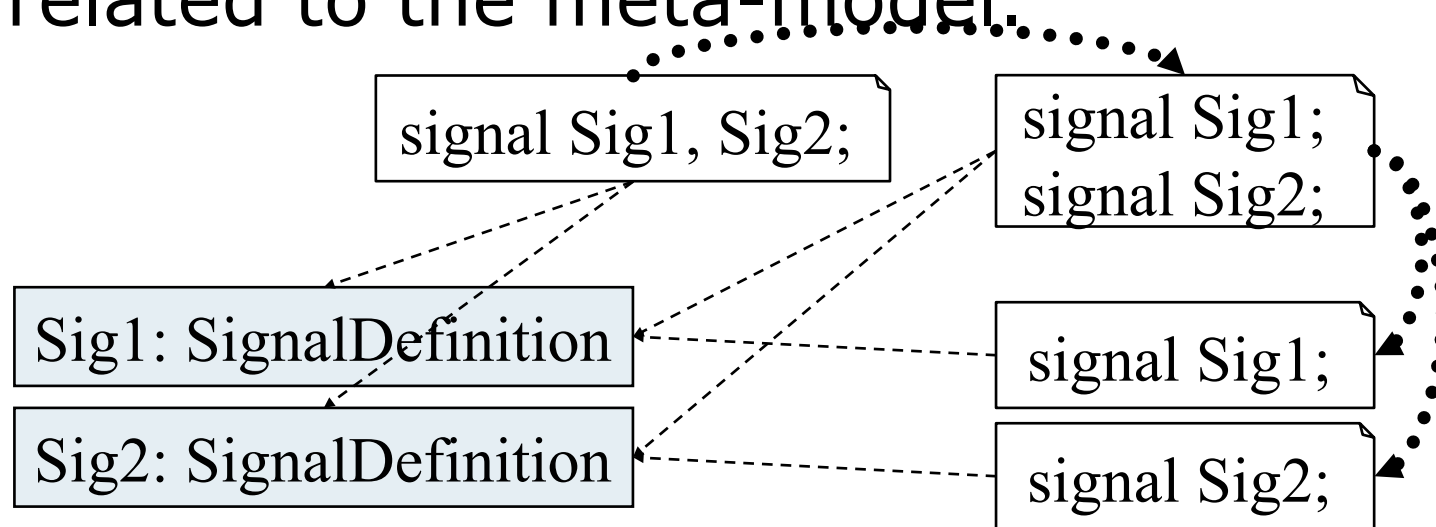 related to the meta-model.
signal Sig1, Sig2;
signal Sig1;
signal Sig2;
Sig1: SignalDefinition
signal Sig1;
Sig2: SignalDefinition
signal Sig2;